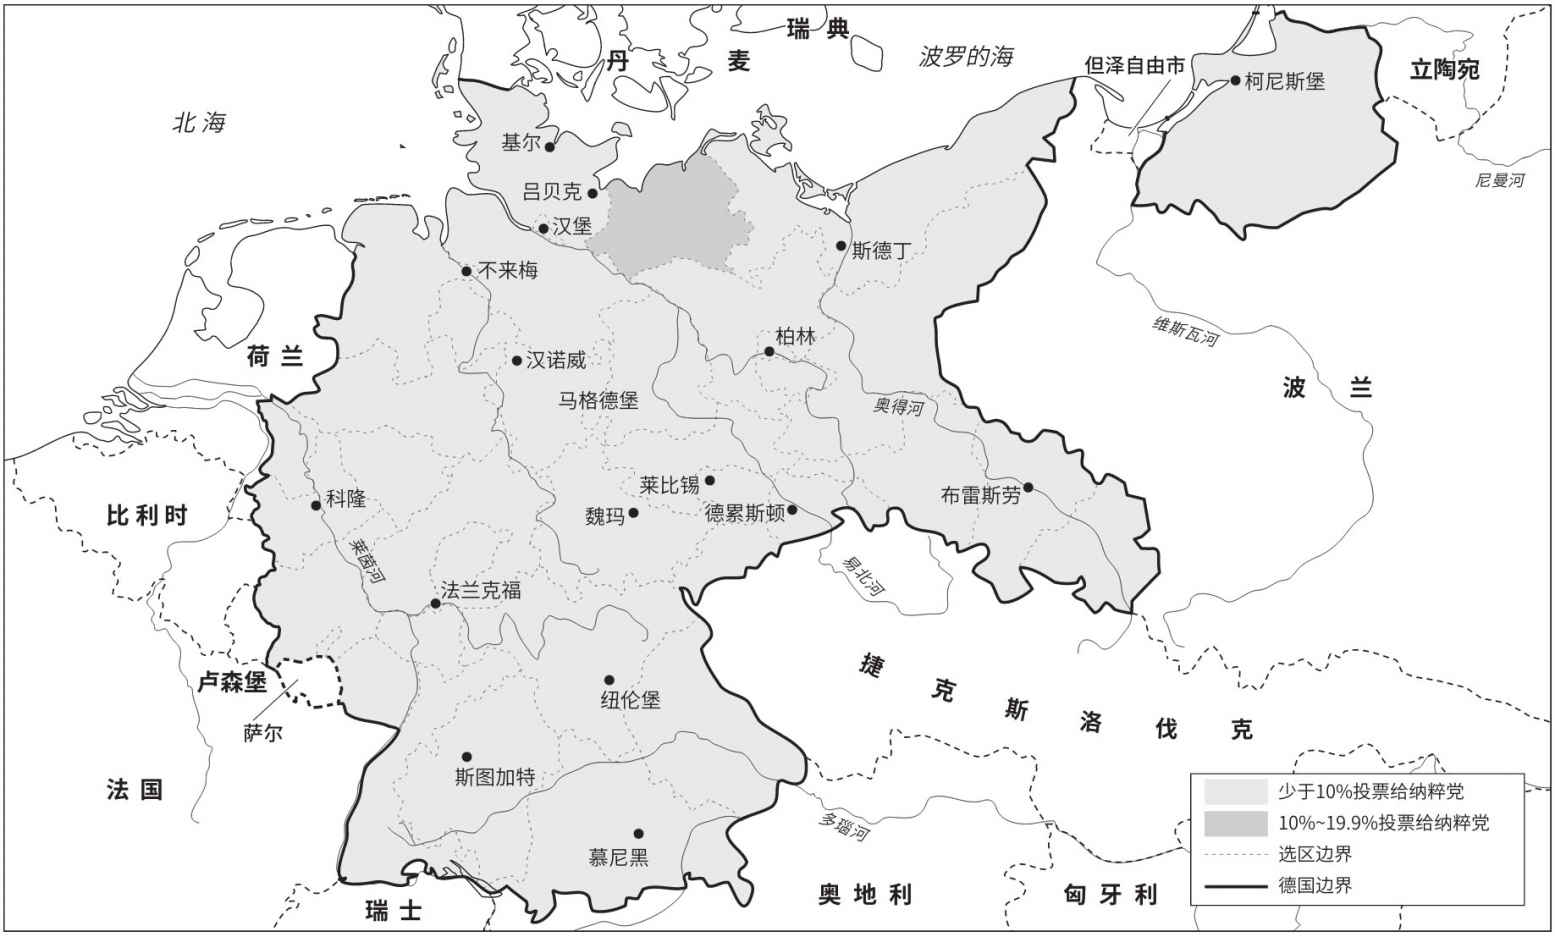 瑞典
丹麦
波罗的海
但泽自由市
立陶宛
柯尼斯堡
北海
基尔
尼曼河
吕贝克
汉堡
斯德丁
不来梅
维斯瓦河
柏林
荷兰
汉诺威
波兰
马格德堡
奥得河
科隆
莱比锡
布雷斯劳
比利时
魏玛
德累斯顿
莱茵河
易北河
法兰克福
捷克斯洛伐克
卢森堡
纽伦堡
萨尔
斯图加特
法国
少于10%投票给纳粹党
10%~19.9%投票给纳粹党
多瑙河
慕尼黑
选区边界
德国边界
奥地利
匈牙利
瑞士